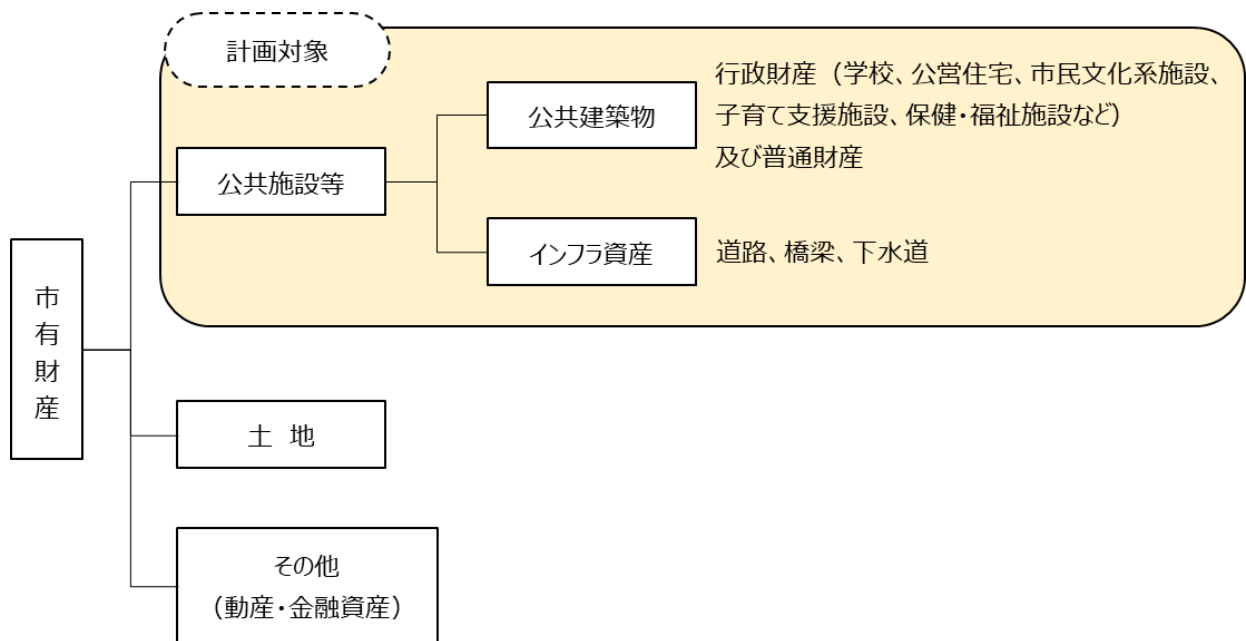 計画対象
行政財産（学校、公営住宅、市民文化系施設、
子育て支援施設、保健・福祉施設など）
及び普通財産
公共建築物
公共施設等
インフラ資産
道路、橋梁、下水道
市有財産
土 地
その他
（動産・金融資産）